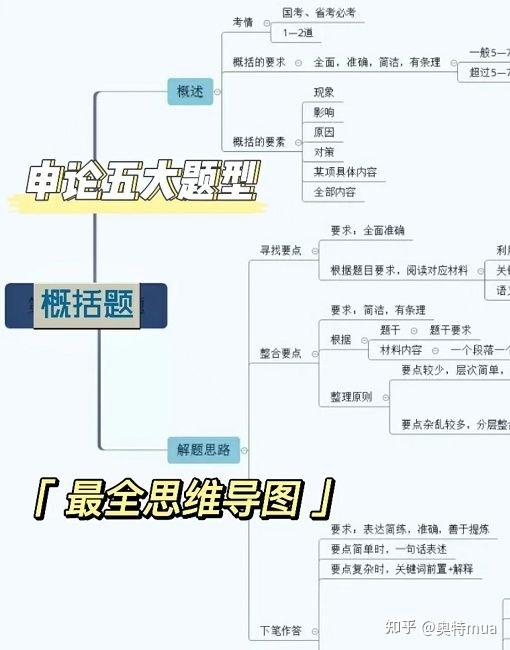 考情
国考、省考必考
1—2道
概述
概括的要求
全面，准确，简洁，有条理
一般5—7
超过5—7
概括的要素
现象
影响
原因
对策
某项具体内容
全部内容
申论五大题型
概括题
寻找要点
要求：全面准确
根据题目要求，阅读对应材料
利用
关键
语义
整合要点
要求：简洁，有条理
根据
题干
题干要求
材料内容
一个段落一个
整理原则
要点较少，层次简单，
要点杂乱较多，分层整合
解题思路
「 最全思维导图 」
下笔作答
要求：表达简练，准确，善于提炼
要点简单时，一句话表述
要点复杂时，关键词前置+解释
知乎 @奥特mua